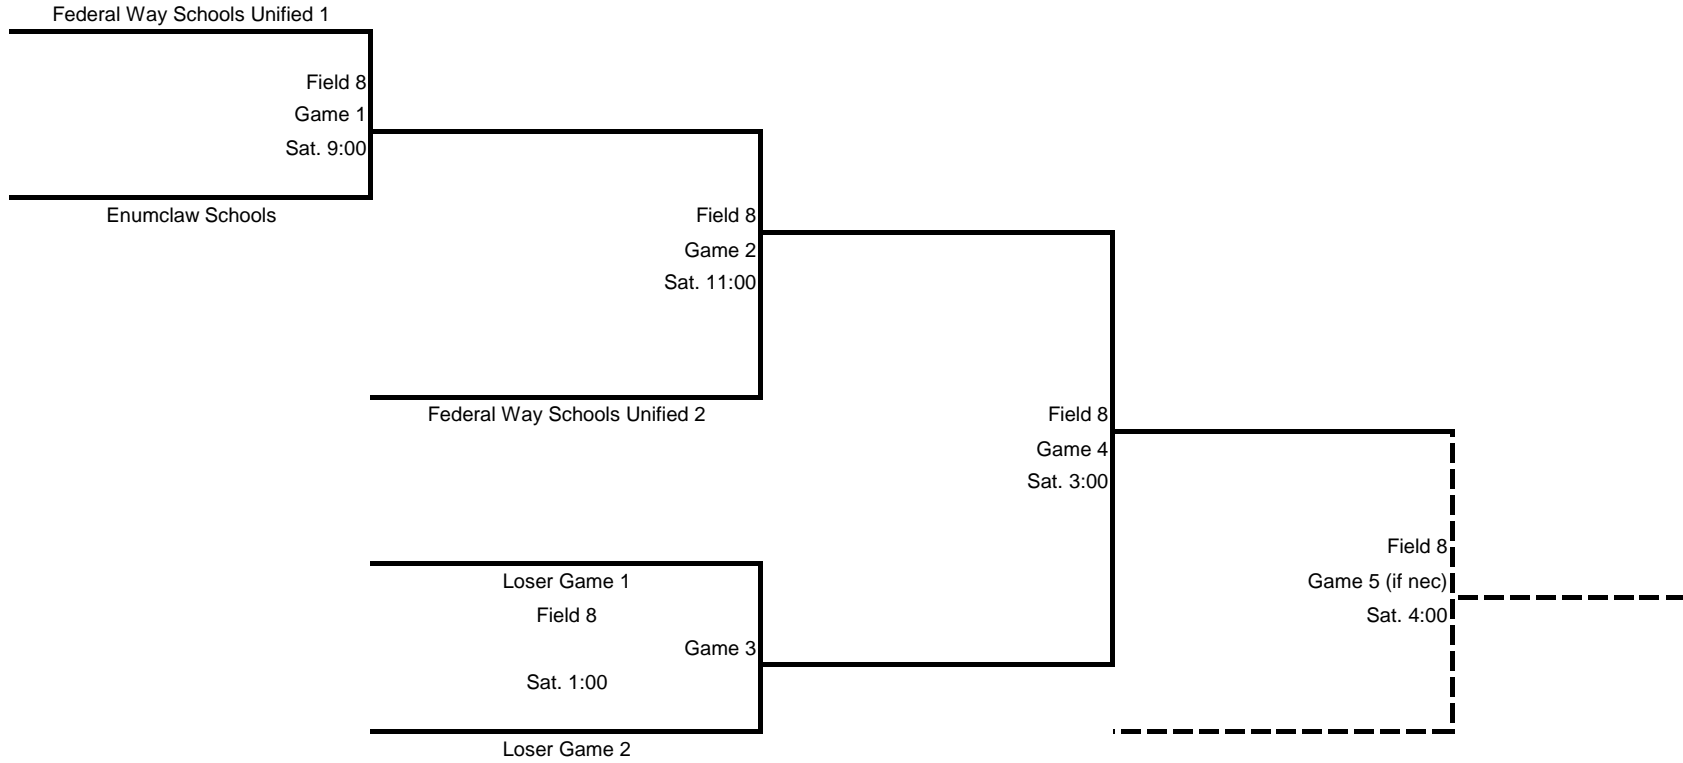 Federal Way Schools Unified 1
Field 8
Game 1
Sat. 9:00
Enumclaw Schools
Field 8
Game 2
Sat. 11:00
Federal Way Schools Unified 2
Field 8
Game 4
Sat. 3:00
Loser Game 1
Field 8
Game 3
Sat. 1:00
Loser Game 2
Field 8
Game 5 (if nec)
Sat. 4:00